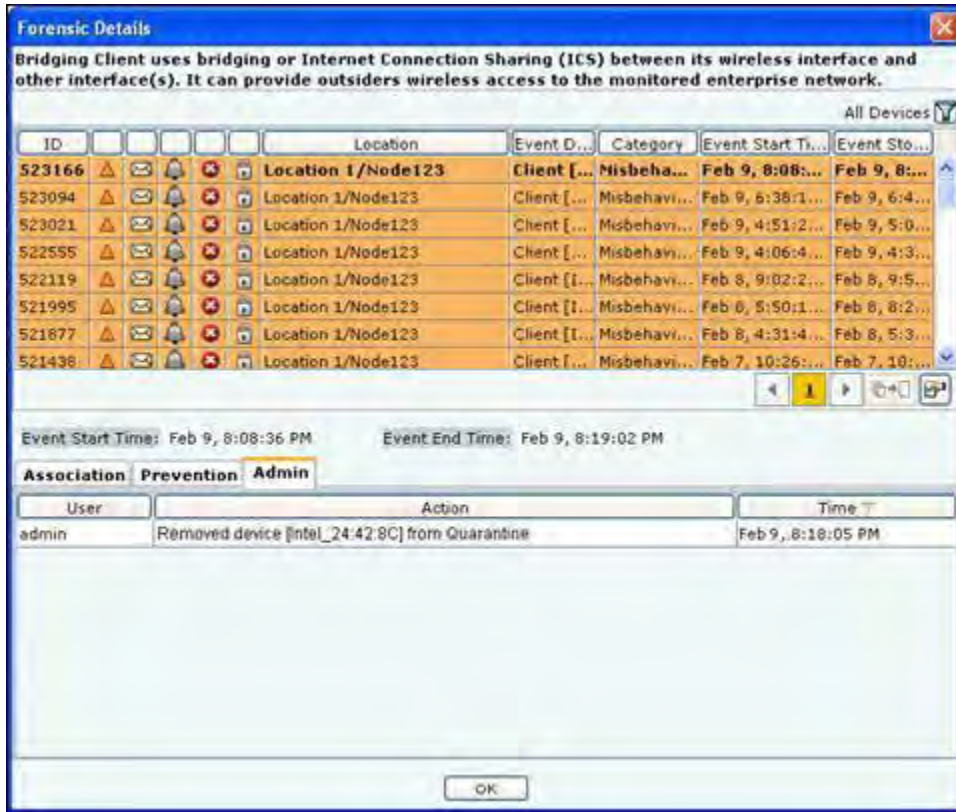 Forensic Details
Bridging Client uses bridging or Internet Connection Sharing (ICS) between its wireless interface and
other interface(s). It can provide outsiders wireless access to the monitored enterprise network.
All Devices
ID Location Event D... Category Event Start Ti... Event Sto...
523166 Location 1/Node123 Client [... Misbeha... Feb 9, 8:08:... Feb 9, 8:...
523094 Location 1/Node123 Client [... Misbehavi... Feb 9, 6:38:1... Feb 9, 6:4...
523021 Location 1/Node123 Client [... Misbehavi... Feb 9, 4:51:2... Feb 9, 5:0...
522555 Location 1/Node123 Client [... Misbehavi... Feb 9, 4:06:4... Feb 9, 4:3...
522119 Location 1/Node123 Client [I... Misbehavi... Feb 8, 9:02:2... Feb 8, 9:5...
521995 Location 1/Node123 Client [I... Misbehavi... Feb 8, 5:50:1... Feb 8, 8:2...
521877 Location 1/Node123 Client [I... Misbehavi... Feb 8, 4:31:4... Feb 8, 5:3...
521438 Location 1/Node123 Client [... Misbehavi... Feb 7, 10:26:... Feb 7, 10:...
1
Event Start Time: Feb 9, 8:08:36 PM Event End Time: Feb 9, 8:19:02 PM
Association Prevention Admin
User Action Time
admin Removed device [Intel_24:42:8C] from Quarantine Feb 9, 8:18:05 PM
OK